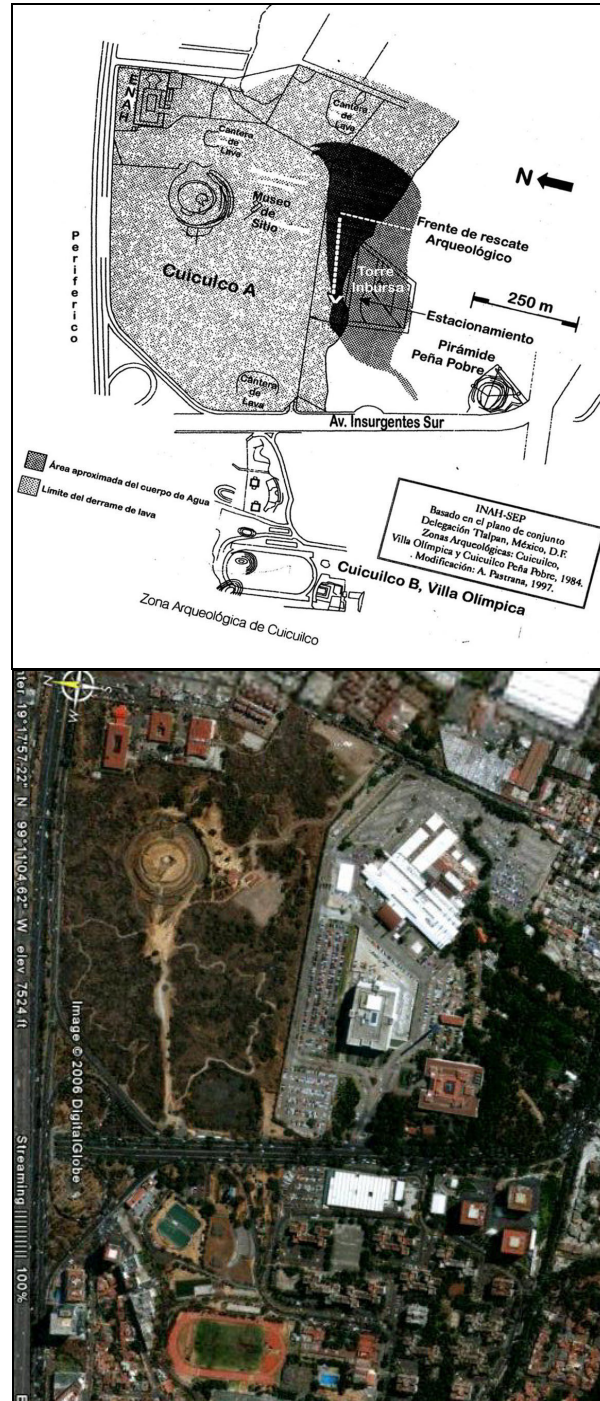 ENAH
Cantera
de
Lava
Cantera
de
Lava
N
Museo
de
Sitio
Frente de rescate
Arqueológico
Periferico
Cuicuilco A
Torre
Inbursa
250 m
Estacionamiento
Pirámide
Peña Pobre
Cantera
de
Lava
Av. Insurgentes Sur
Área aproximada del cuerpo de Agua
Límite del derrame de lava
INAH-SEP
Basado en el plano de conjunto
Delegación Tlalpan, México, D.F.
Zonas Arqueológicas: Cuicuilco,
Villa Olímpica y Cuicuilco Peña Pobre, 1984.
Modificación: A. Pastrana, 1997.
Cuicuilco B, Villa Olímpica
Zona Arqueológica de Cuicuilco
N
S
W
19°17'57.22" N 99°11'04.62" W elev 7524 ft
Streaming |||||||||| 100%
Image © 2006 DigitalGlobe